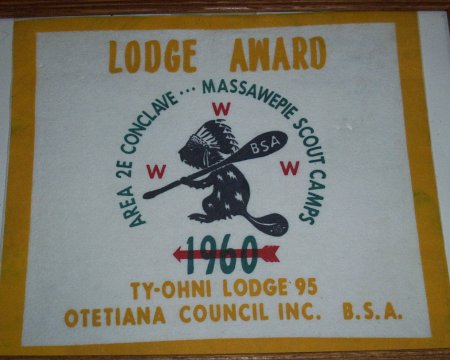 LODGE AWARD
AREA 2E CONCLAVE ... MASSAWEPIE SCOUT CAMPS
W
W W
BSA
1960
TY-OHNI LODGE 95
OTETIANA COUNCIL INC. B.S.A.